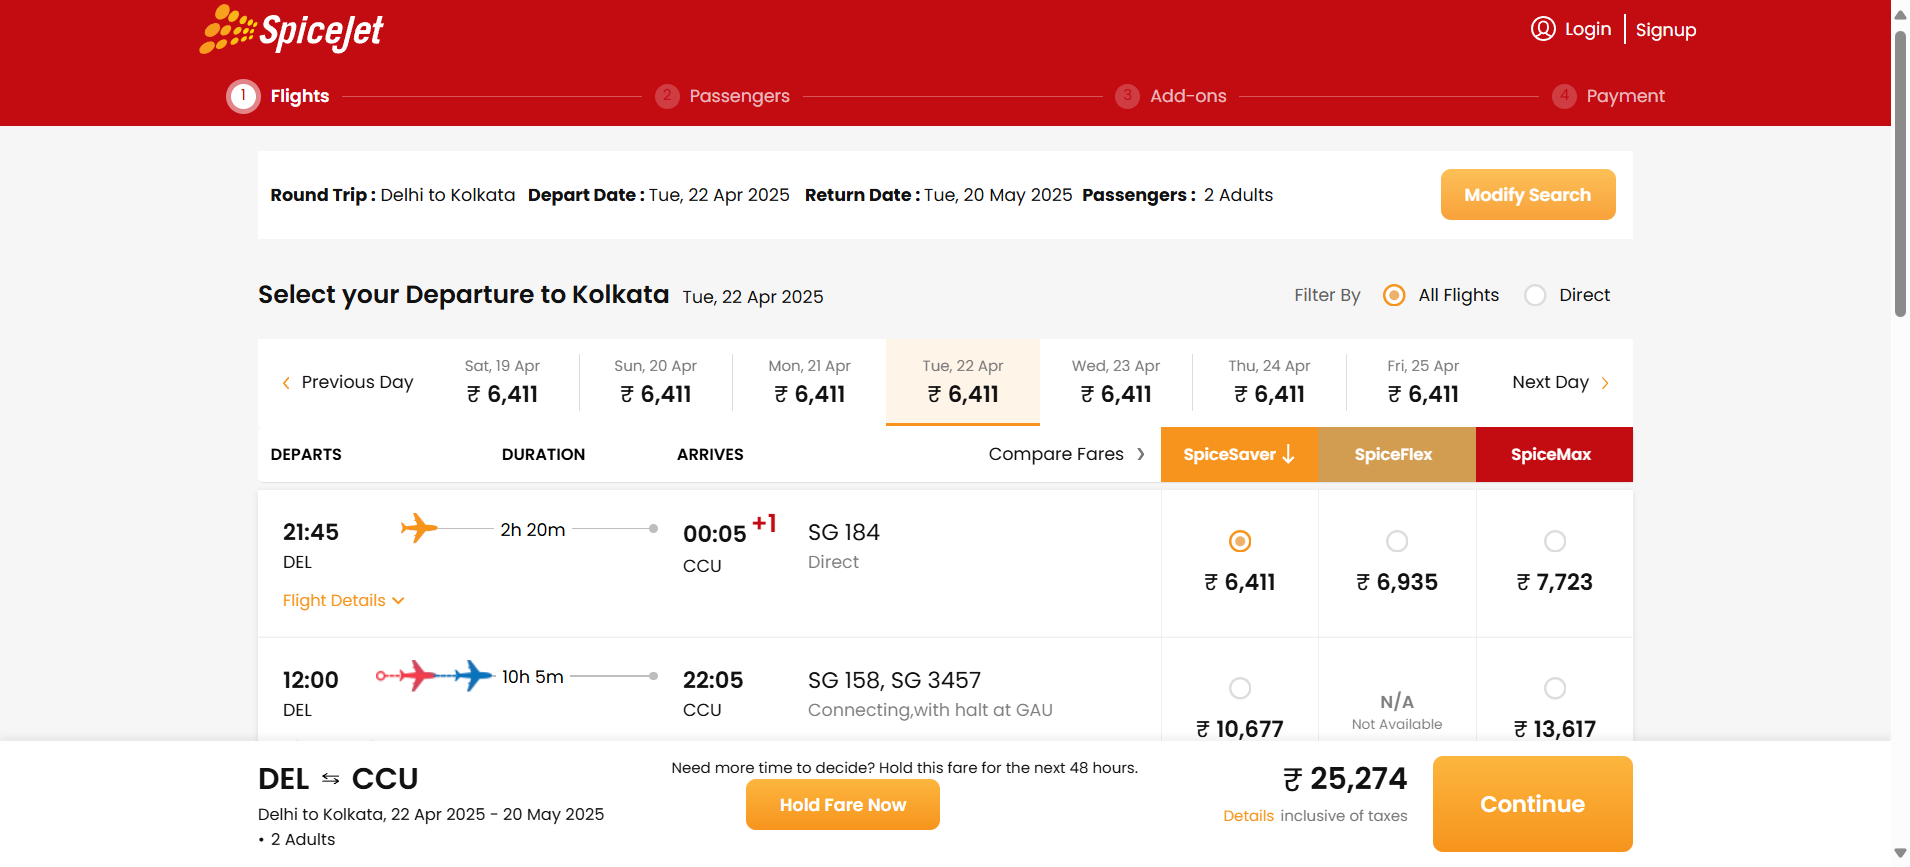 SpiceJet
Login Signup
1 Flights 2 Passengers 3 Add-ons 4 Payment
Round Trip : Delhi to Kolkata Depart Date : Tue, 22 Apr 2025 Return Date : Tue, 20 May 2025 Passengers : 2 Adults
Modify Search
Select your Departure to Kolkata Tue, 22 Apr 2025
Filter By All Flights Direct
Previous Day
Sat, 19 Apr
₹ 6,411
Sun, 20 Apr
₹ 6,411
Mon, 21 Apr
₹ 6,411
Tue, 22 Apr
₹ 6,411
Wed, 23 Apr
₹ 6,411
Thu, 24 Apr
₹ 6,411
Fri, 25 Apr
₹ 6,411
Next Day
DEPARTS DURATION ARRIVES Compare Fares SpiceSaver SpiceFlex SpiceMax
21:45 2h 20m 00:05 +1 SG 184
DEL CCU Direct
Flight Details
₹ 6,411 ₹ 6,935 ₹ 7,723
12:00 10h 5m 22:05 SG 158, SG 3457
DEL CCU Connecting,with halt at GAU
₹ 10,677
N/A
Not Available
₹ 13,617
DEL ⇆ CCU
Delhi to Kolkata, 22 Apr 2025 - 20 May 2025
• 2 Adults
Need more time to decide? Hold this fare for the next 48 hours.
Hold Fare Now
₹ 25,274
Details inclusive of taxes
Continue